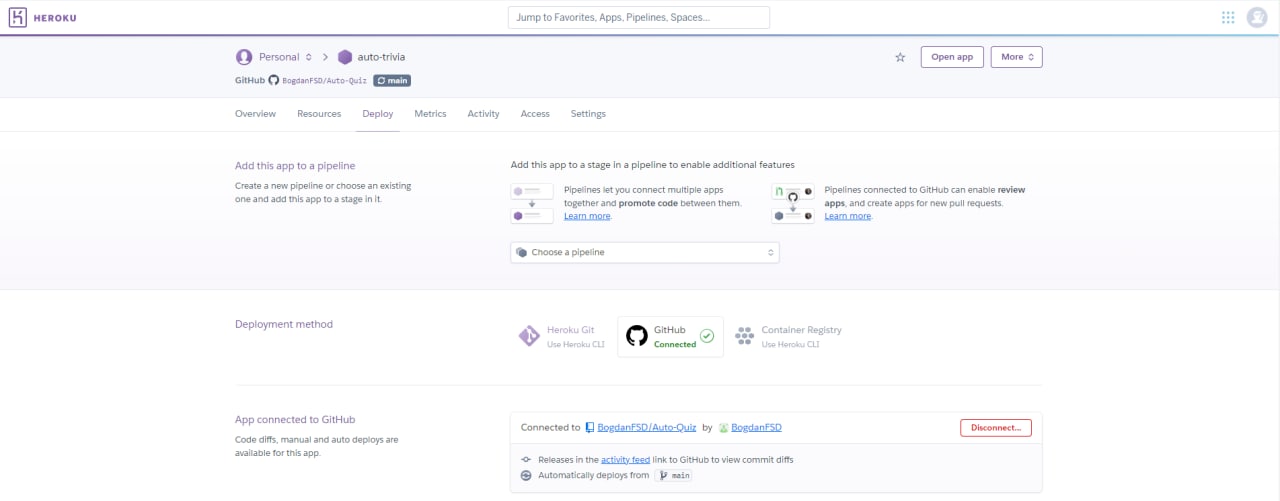 HEROKU
Jump to Favorites, Apps, Pipelines, Spaces...
Personal > auto-trivia
Open app
More
GitHub BogdanFSD/Auto-Quiz main
Overview Resources Deploy Metrics Activity Access Settings
Add this app to a pipeline
Create a new pipeline or choose an existing
one and add this app to a stage in it.
Add this app to a stage in a pipeline to enable additional features
Pipelines let you connect multiple apps
together and promote code between them.
Learn more.
Pipelines connected to GitHub can enable review
apps, and create apps for new pull requests.
Learn more.
Choose a pipeline
Deployment method
Heroku Git
Use Heroku CLI
GitHub
Connected
Container Registry
Use Heroku CLI
App connected to GitHub
Code diffs, manual and auto deploys are
available for this app.
Connected to BogdanFSD/Auto-Quiz by BogdanFSD
Disconnect...
Releases in the activity feed link to GitHub to view commit diffs
Automatically deploys from main